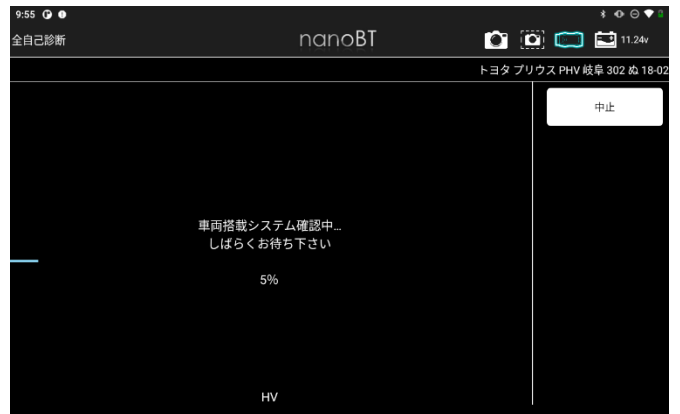 9:55
全自己診断
nanoBT
11.24v
トヨタ プリウス PHV 岐阜 302 ぬ 18-02
中止
車両搭載システム確認中...
しばらくお待ち下さい
5%
HV